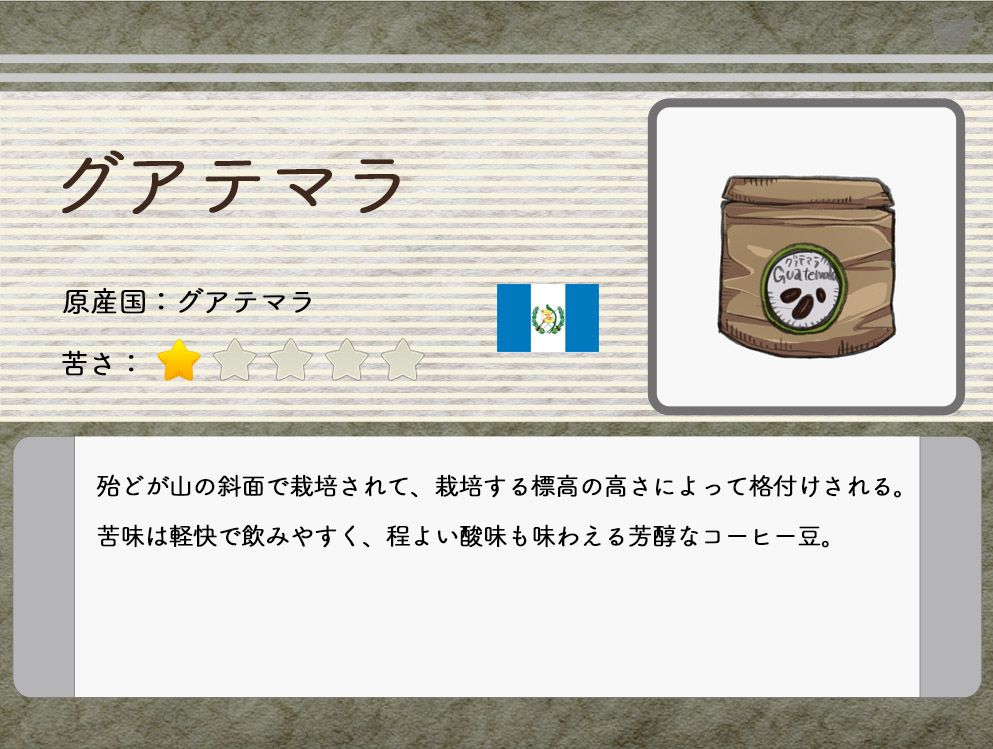 グアテマラ
原産国：グアテマラ
苦さ：
グァテマラ
Guatemala
殆どが山の斜面で栽培されて、栽培する標高の高さによって格付けされる。
苦味は軽快で飲みやすく、程よい酸味も味わえる芳醇なコーヒー豆。